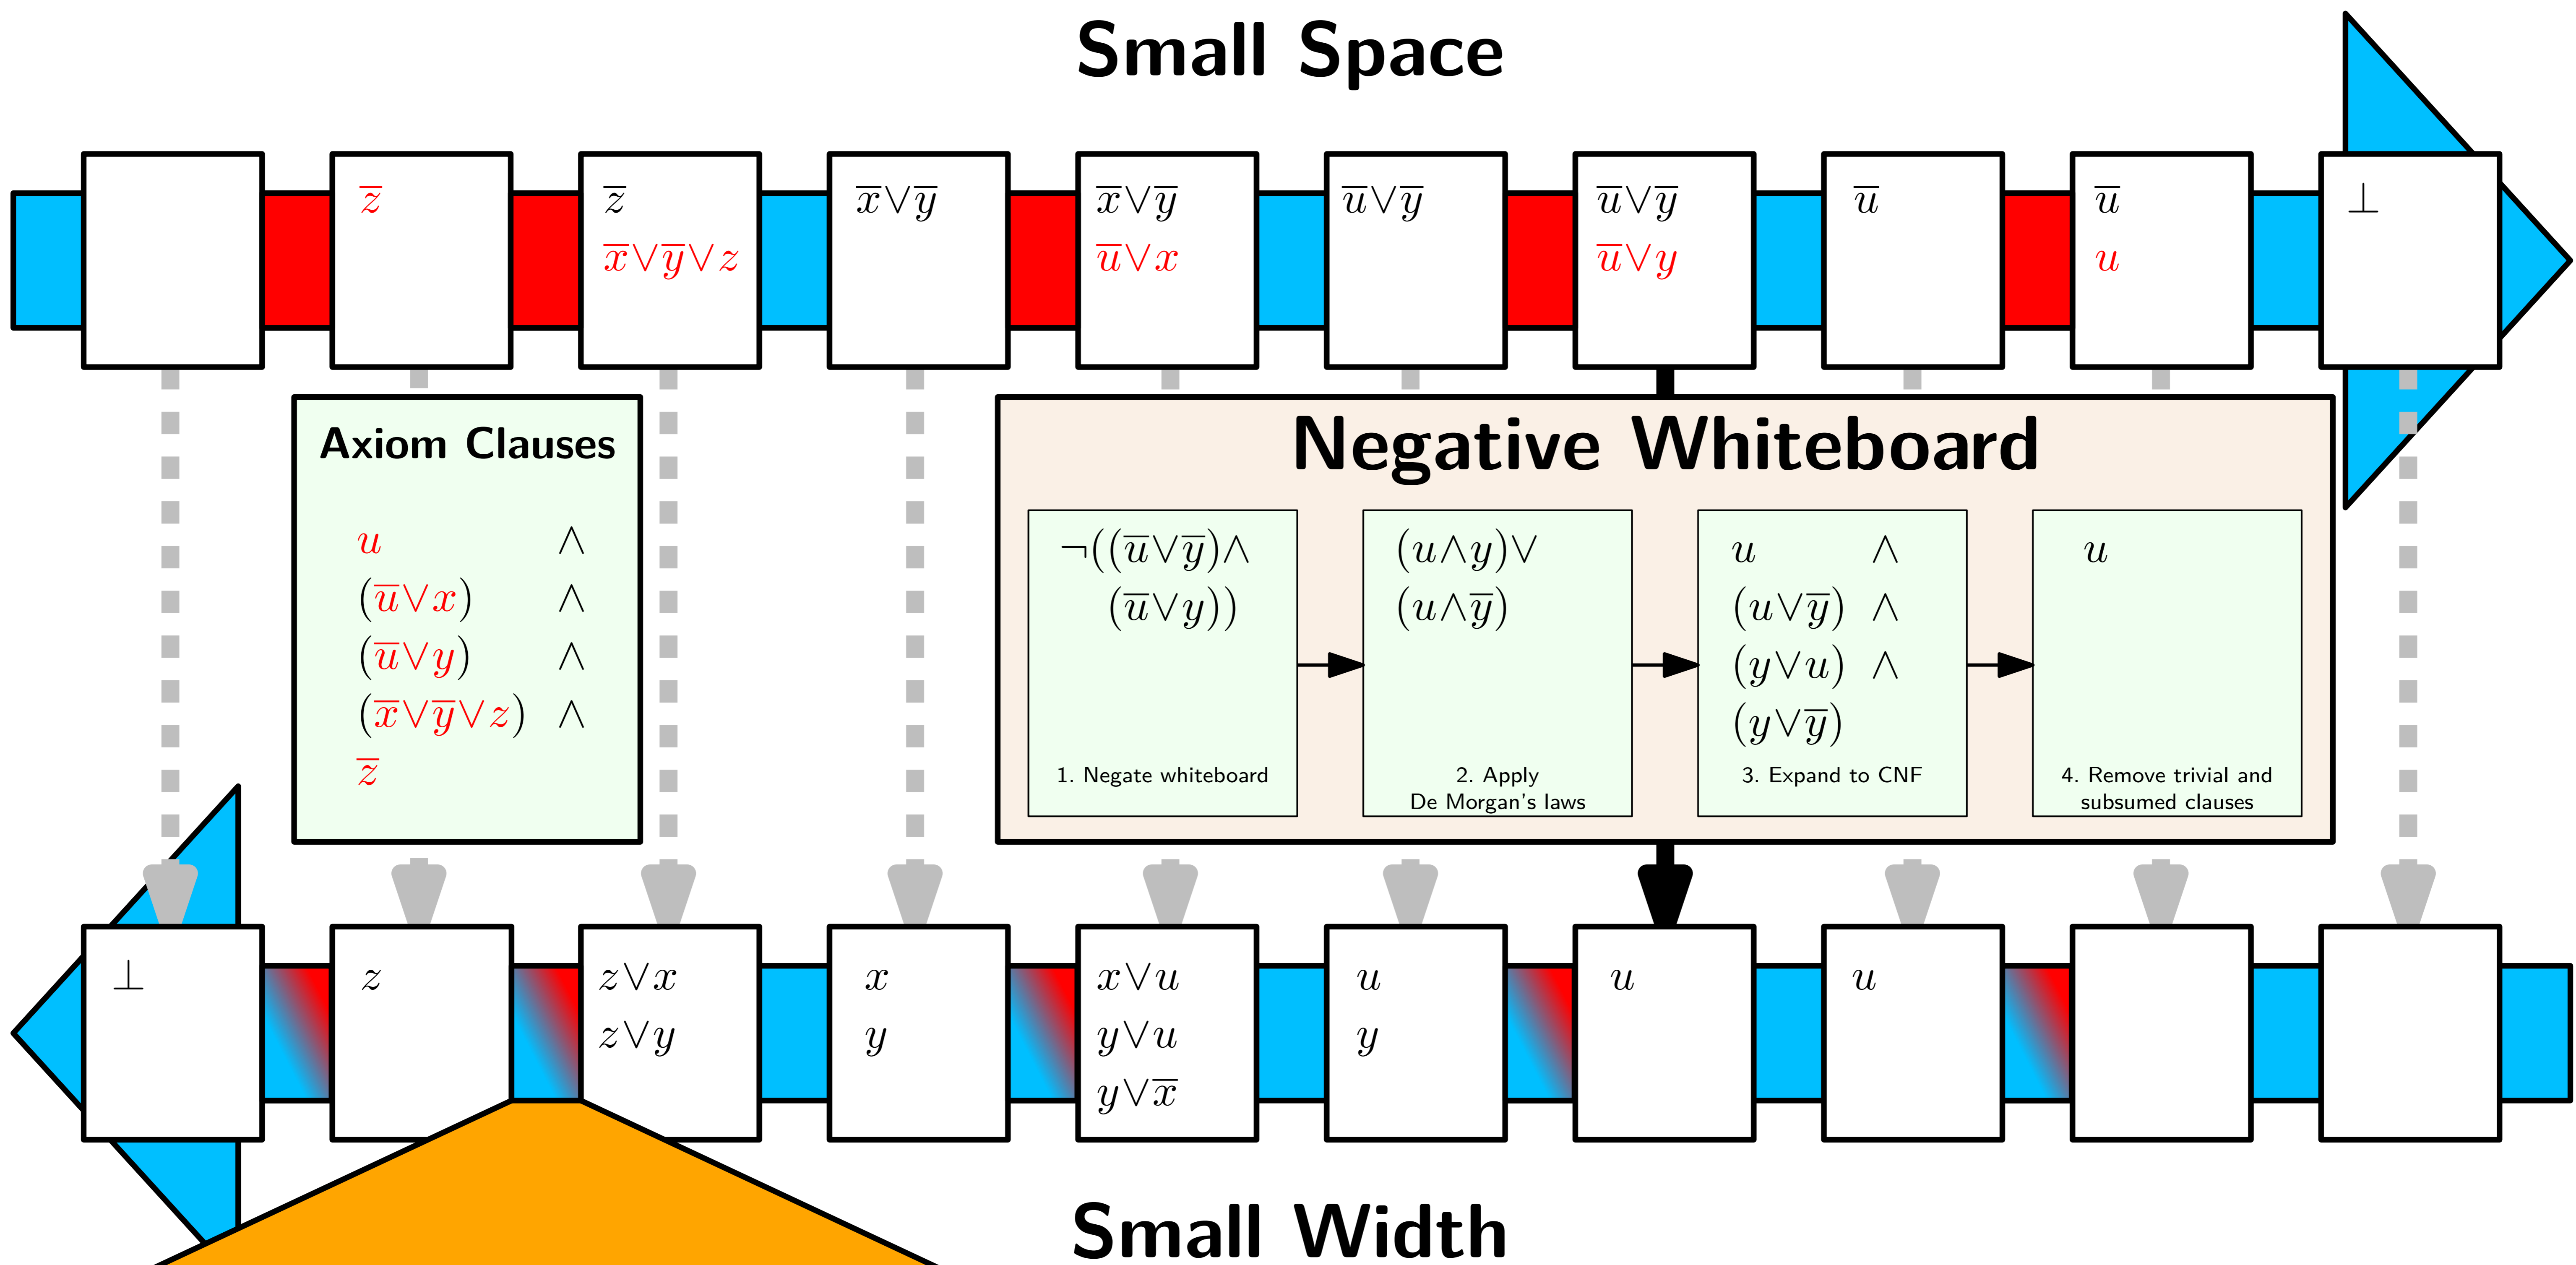 Small Space
z̅
z̅
x̅∨y̅∨z
x̅∨y̅
x̅∨y̅
u̅∨x
u̅∨y̅
u̅∨y̅
u̅∨y
u̅
u̅
u
⊥
Axiom Clauses
u ∧
(u̅∨x) ∧
(u̅∨y) ∧
(x̅∨y̅∨z) ∧
z̅
Negative Whiteboard
¬((u̅∨y̅)∧
(u̅∨y))
1. Negate whiteboard
(u∧y)∨
(u∧y̅)
2. Apply
De Morgan's laws
u ∧
(u∨y̅) ∧
(y∨u) ∧
(y∨y̅)
3. Expand to CNF
u
4. Remove trivial and
subsumed clauses
⊥
z
z∨x
z∨y
x
y
x∨u
y∨u
y∨x̅
u
y
u
u
Small Width